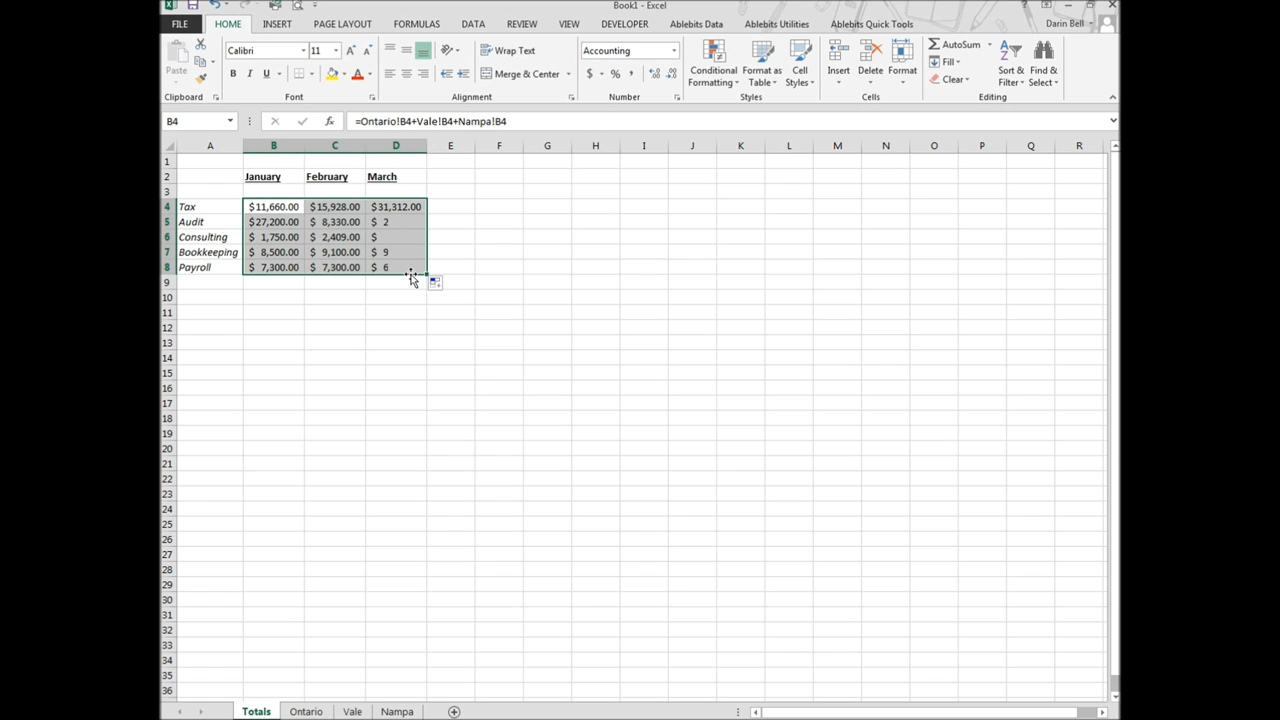 Book1 - Excel
FILE HOME INSERT PAGE LAYOUT FORMULAS DATA REVIEW VIEW DEVELOPER Ablebits Data Ablebits Utilities Ablebits Quick Tools Darin Bell
Paste
Calibri 11 A A
B I U A
Wrap Text
Merge & Center
Accounting
$ % ,
Conditional Formatting
Format as Table
Cell Styles
Insert Delete Format
AutoSum
Fill
Clear
Sort & Filter
Find & Select
Clipboard Font Alignment Number Styles Cells Editing
B4 fx =Ontario!B4+Vale!B4+Nampa!B4
A B C D E F G H I J K L M N O P Q R
1
2 January February March
3
4 Tax $11,660.00 $15,928.00 $31,312.00
5 Audit $27,200.00 $ 8,330.00 $ 2
6 Consulting $ 1,750.00 $ 2,409.00 $
7 Bookkeeping $ 8,500.00 $ 9,100.00 $ 9
8 Payroll $ 7,300.00 $ 7,300.00 $ 6
9
10
11
12
13
14
15
16
17
18
19
20
21
22
23
24
25
26
27
28
29
30
31
32
33
34
35
36
Totals Ontario Vale Nampa